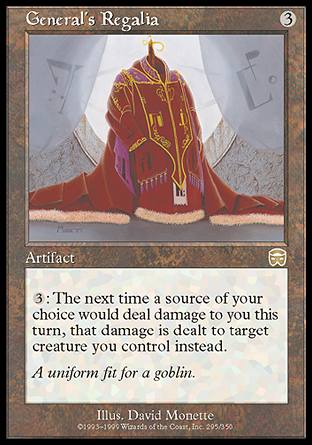 General's Regalia 3
Artifact
3: The next time a source of your
choice would deal damage to you this
turn, that damage is dealt to target
creature you control instead.
A uniform fit for a goblin.
Illus. David Monette
©1993–1999 Wizards of the Coast, Inc. 295/350